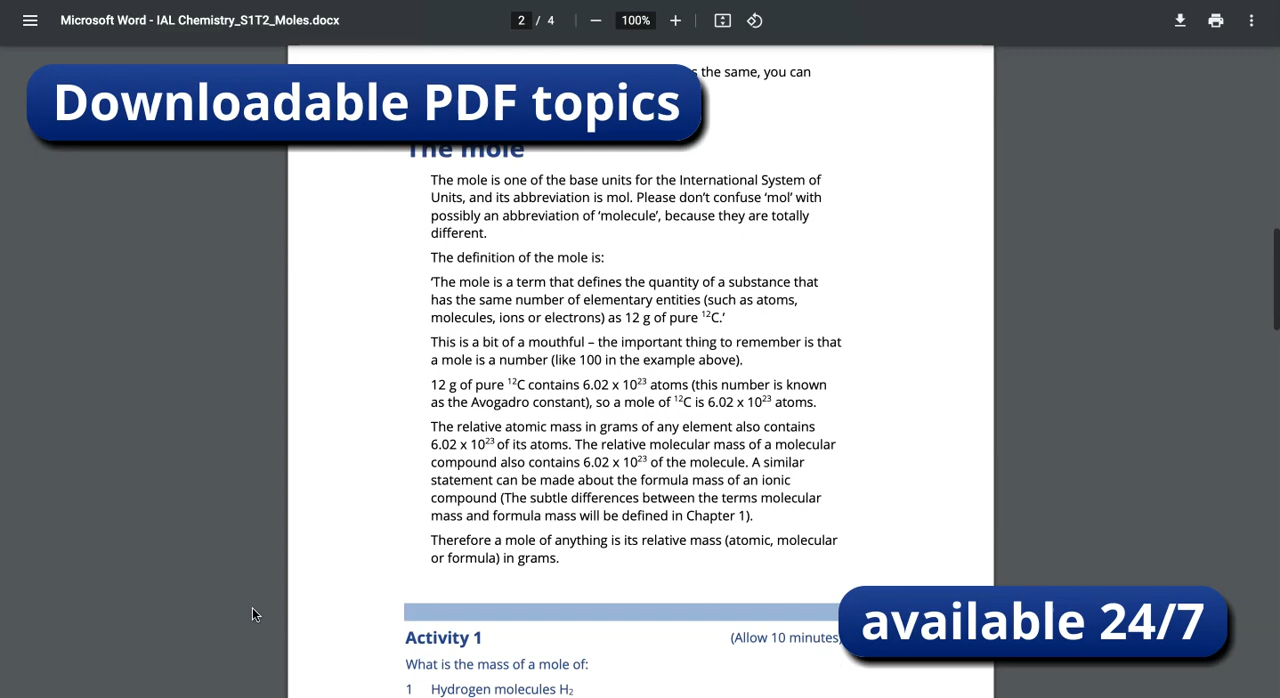 Microsoft Word - IAL Chemistry_S1T2_Moles.docx
2 / 4
100%
s the same, you can
Downloadable PDF topics
The mole
The mole is one of the base units for the International System of
Units, and its abbreviation is mol. Please don’t confuse ‘mol’ with
possibly an abbreviation of ‘molecule’, because they are totally
different.
The definition of the mole is:
‘The mole is a term that defines the quantity of a substance that
has the same number of elementary entities (such as atoms,
molecules, ions or electrons) as 12 g of pure ¹²C.’
This is a bit of a mouthful – the important thing to remember is that
a mole is a number (like 100 in the example above).
12 g of pure ¹²C contains 6.02 x 10²³ atoms (this number is known
as the Avogadro constant), so a mole of ¹²C is 6.02 x 10²³ atoms.
The relative atomic mass in grams of any element also contains
6.02 x 10²³ of its atoms. The relative molecular mass of a molecular
compound also contains 6.02 x 10²³ of the molecule. A similar
statement can be made about the formula mass of an ionic
compound (The subtle differences between the terms molecular
mass and formula mass will be defined in Chapter 1).
Therefore a mole of anything is its relative mass (atomic, molecular
or formula) in grams.
available 24/7
Activity 1 (Allow 10 minutes)
What is the mass of a mole of:
1 Hydrogen molecules H₂